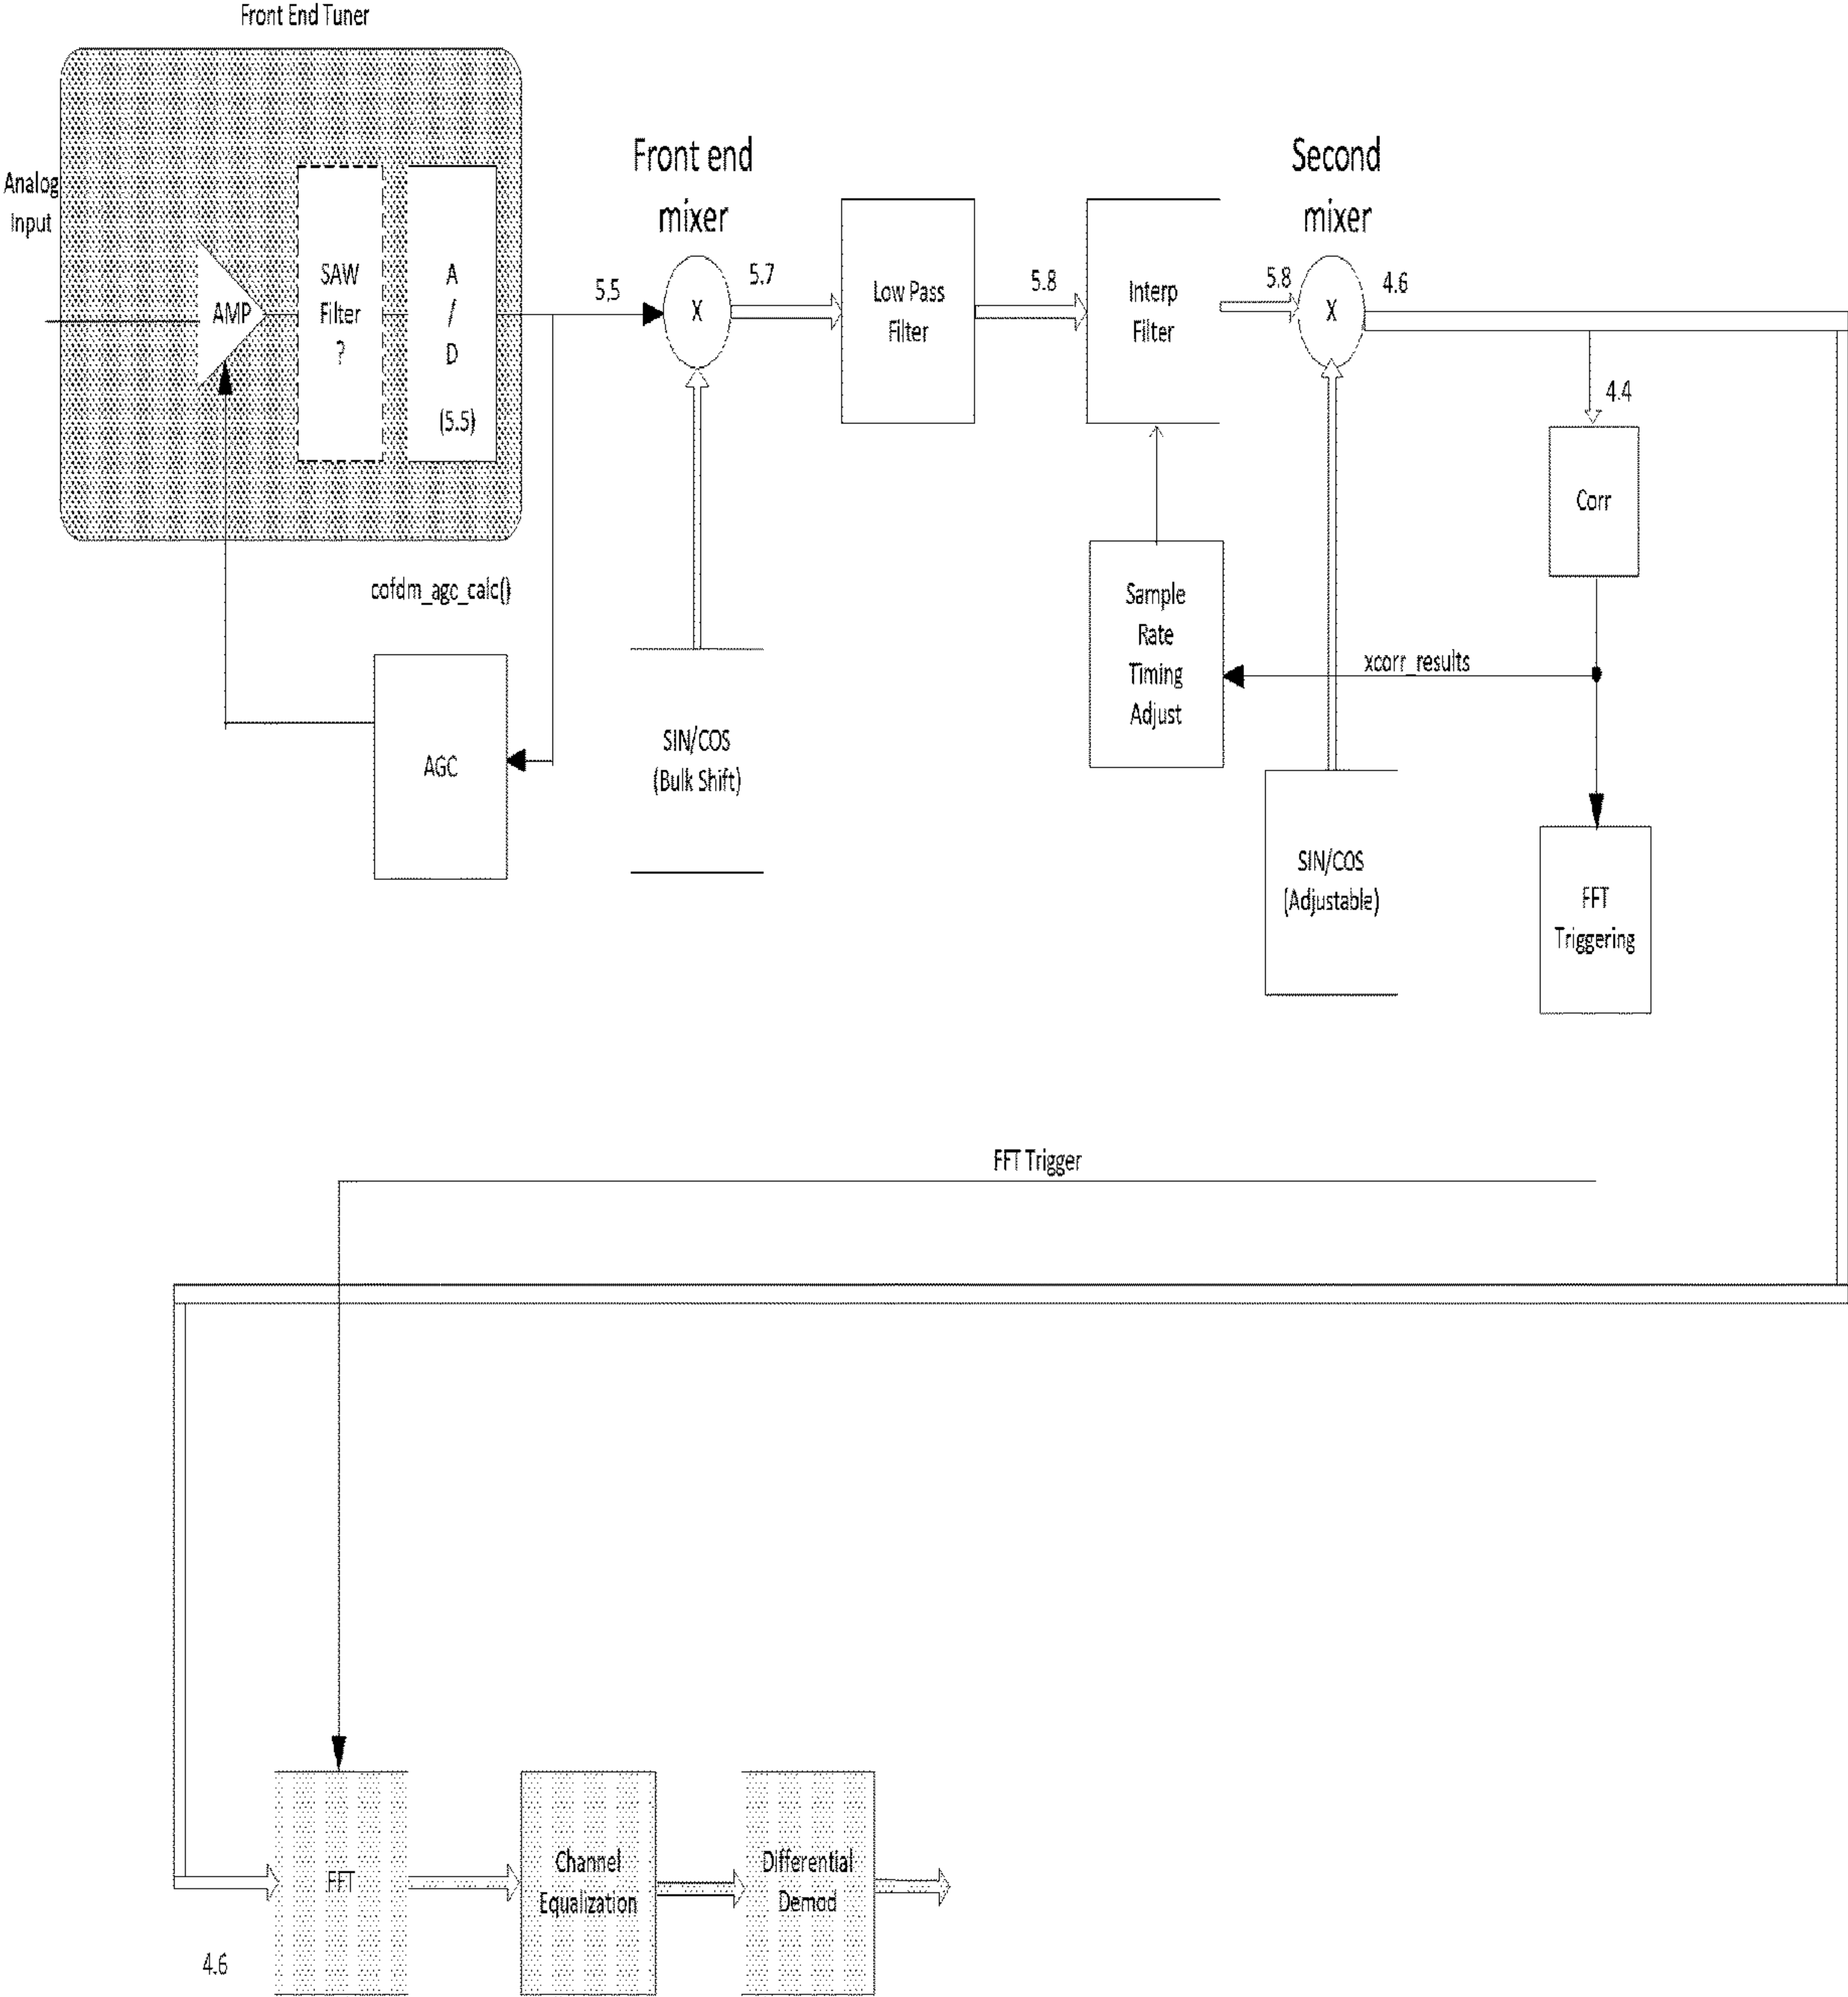 Front End Tuner
Analog
Input
AMP
SAW
Filter
?
A
/
D
(5.5)
5.5
Front end
mixer
X
5.7
Low Pass
Filter
5.8
Interp
Filter
5.8
Second
mixer
X
4.6
4.4
Corr
cofdm_agc_calc()
AGC
SIN/COS
(Bulk Shift)
Sample
Rate
Timing
Adjust
xcorr_results
SIN/COS
(Adjustable)
FFT
Triggering
FFT Trigger
FFT
Channel
Equalization
Differential
Demod
4.6